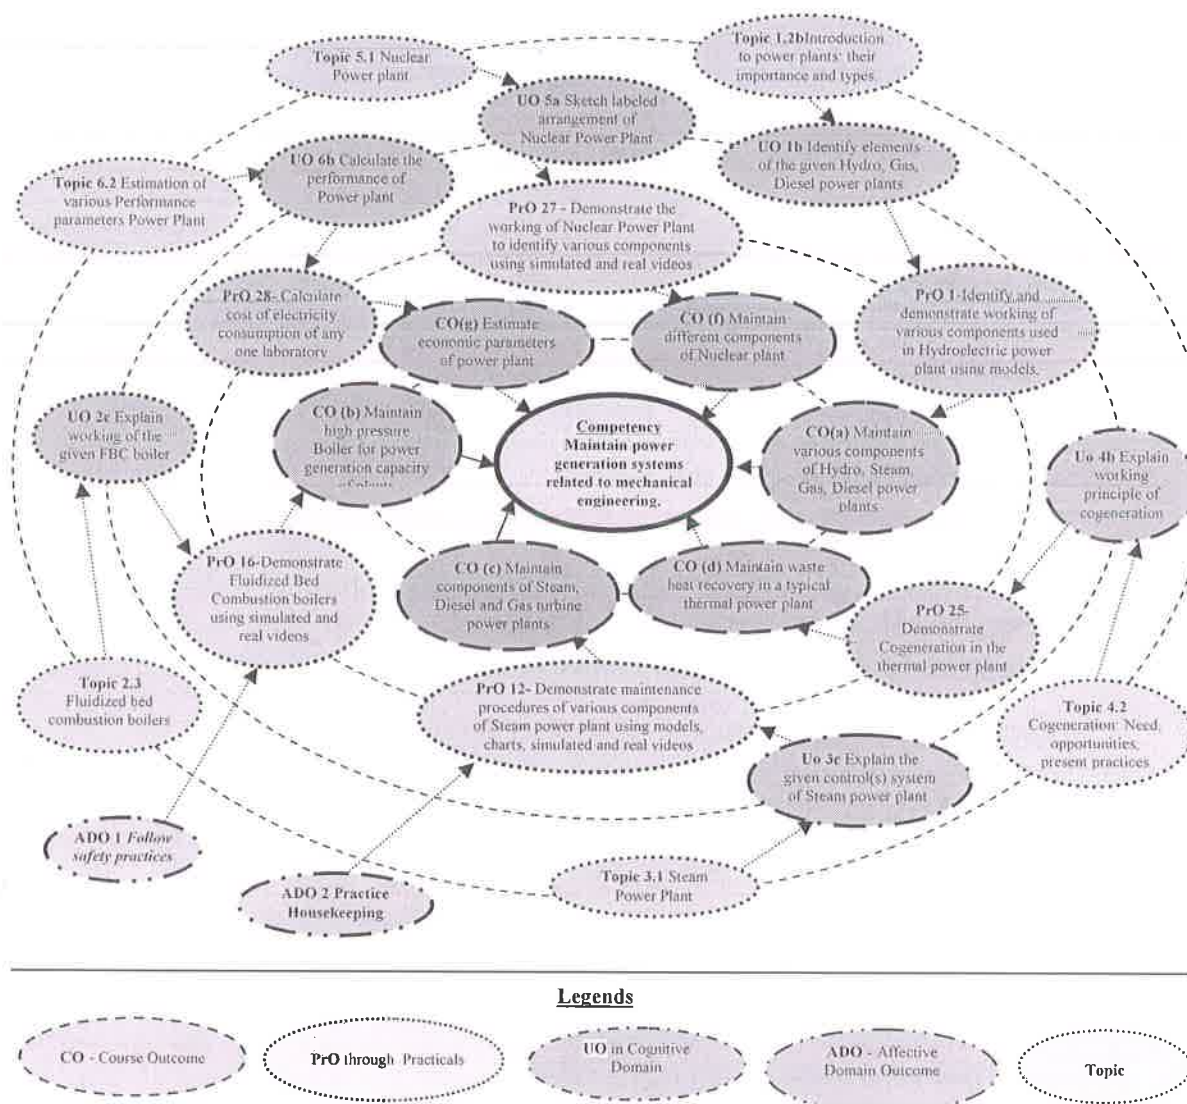 Topic 5.1 Nuclear
Power plant
Topic 1.2bIntroduction
to power plants: their
importance and types
UO 5a Sketch labeled
arrangement of
Nuclear Power Plant
UO 6b Calculate the
performance of
Power plant
UO 1b Identify elements
of the given Hydro, Gas,
Diesel power plants
Topic 6.2 Estimation of
various Performance
parameters Power Plant
PrO 27 - Demonstrate the
working of Nuclear Power Plant
to identify various components
using simulated and real videos
PrO 28- Calculate
cost of electricity
consumption of any
one laboratory
CO(g) Estimate
economic parameters
of power plant
CO (f) Maintain
different components
of Nuclear plant
PrO 1-Identify and
demonstrate working of
various components used
in Hydroelectric power
plant using models.
UO 2c Explain
working of the
given FBC boiler
CO (b) Maintain
high pressure
Boiler for power
generation capacity
Competency
Maintain power
generation systems
related to mechanical
engineering.
CO(a) Maintain
various components
of Hydro, Steam,
Gas, Diesel power
plants
Uo 4b Explain
working
principle of
cogeneration
PrO 16-Demonstrate
Fluidized Bed
Combustion boilers
using simulated and
real videos
CO (c) Maintain
components of Steam,
Diesel and Gas turbine
power plants
CO (d) Maintain waste
heat recovery in a typical
thermal power plant
PrO 25-
Demonstrate
Cogeneration in the
thermal power plant
Topic 2.3
Fluidized bed
combustion boilers
PrO 12- Demonstrate maintenance
procedures of various components
of Steam power plant using models,
charts, simulated and real videos
Topic 4.2
Cogeneration: Need,
opportunities,
present practices
Uo 3c Explain the
given control(s) system
of Steam power plant
ADO 1 Follow
safety practices
ADO 2 Practice
Housekeeping
Topic 3.1 Steam
Power Plant
Legends
CO - Course Outcome
PrO through Practicals
UO in Cognitive
Domain
ADO - Affective
Domain Outcome
Topic